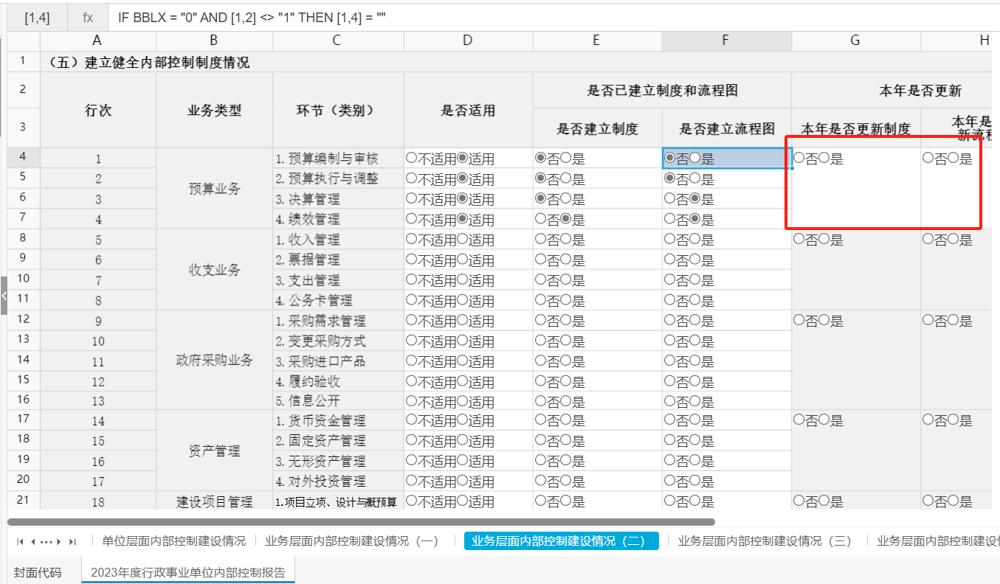 [1,4] fx IF BBLX = "0" AND [1,2] <> "1" THEN [1,4] = ""
A B C D E F G H
1 （五）建立健全内部控制制度情况
2 行次 业务类型 环节（类别） 是否适用 是否已建立制度和流程图 本年是否更新
3 是否建立制度 是否建立流程图 本年是否更新制度 本年是
新流程
4 1 预算业务 1. 预算编制与审核 不适用 适用 否 是 否 是 否 是 否 是
5 2 2. 预算执行与调整 不适用 适用 否 是 否 是
6 3 3. 决算管理 不适用 适用 否 是 否 是
7 4 4. 绩效管理 不适用 适用 否 是 否 是
8 5 收支业务 1. 收入管理 不适用 适用 否 是 否 是 否 是 否 是
9 6 2. 票据管理 不适用 适用 否 是 否 是
10 7 3. 支出管理 不适用 适用 否 是 否 是
11 8 4. 公务卡管理 不适用 适用 否 是 否 是
12 9 政府采购业务 1. 采购需求管理 不适用 适用 否 是 否 是 否 是 否 是
13 10 2. 变更采购方式 不适用 适用 否 是 否 是
14 11 3. 采购进口产品 不适用 适用 否 是 否 是
15 12 4. 履约验收 不适用 适用 否 是 否 是
16 13 5. 信息公开 不适用 适用 否 是 否 是
17 14 资产管理 1. 货币资金管理 不适用 适用 否 是 否 是 否 是 否 是
18 15 2. 固定资产管理 不适用 适用 否 是 否 是
19 16 3. 无形资产管理 不适用 适用 否 是 否 是
20 17 4. 对外投资管理 不适用 适用 否 是 否 是
21 18 建设项目管理 1.项目立项、设计与概预算 不适用 适用 否 是 否 是 否 是 否 是
单位层面内部控制建设情况 业务层面内部控制建设情况（一） 业务层面内部控制建设情况（二） 业务层面内部控制建设情况（三） 业务层面内部控制建设
封面代码 2023年度行政事业单位内部控制报告